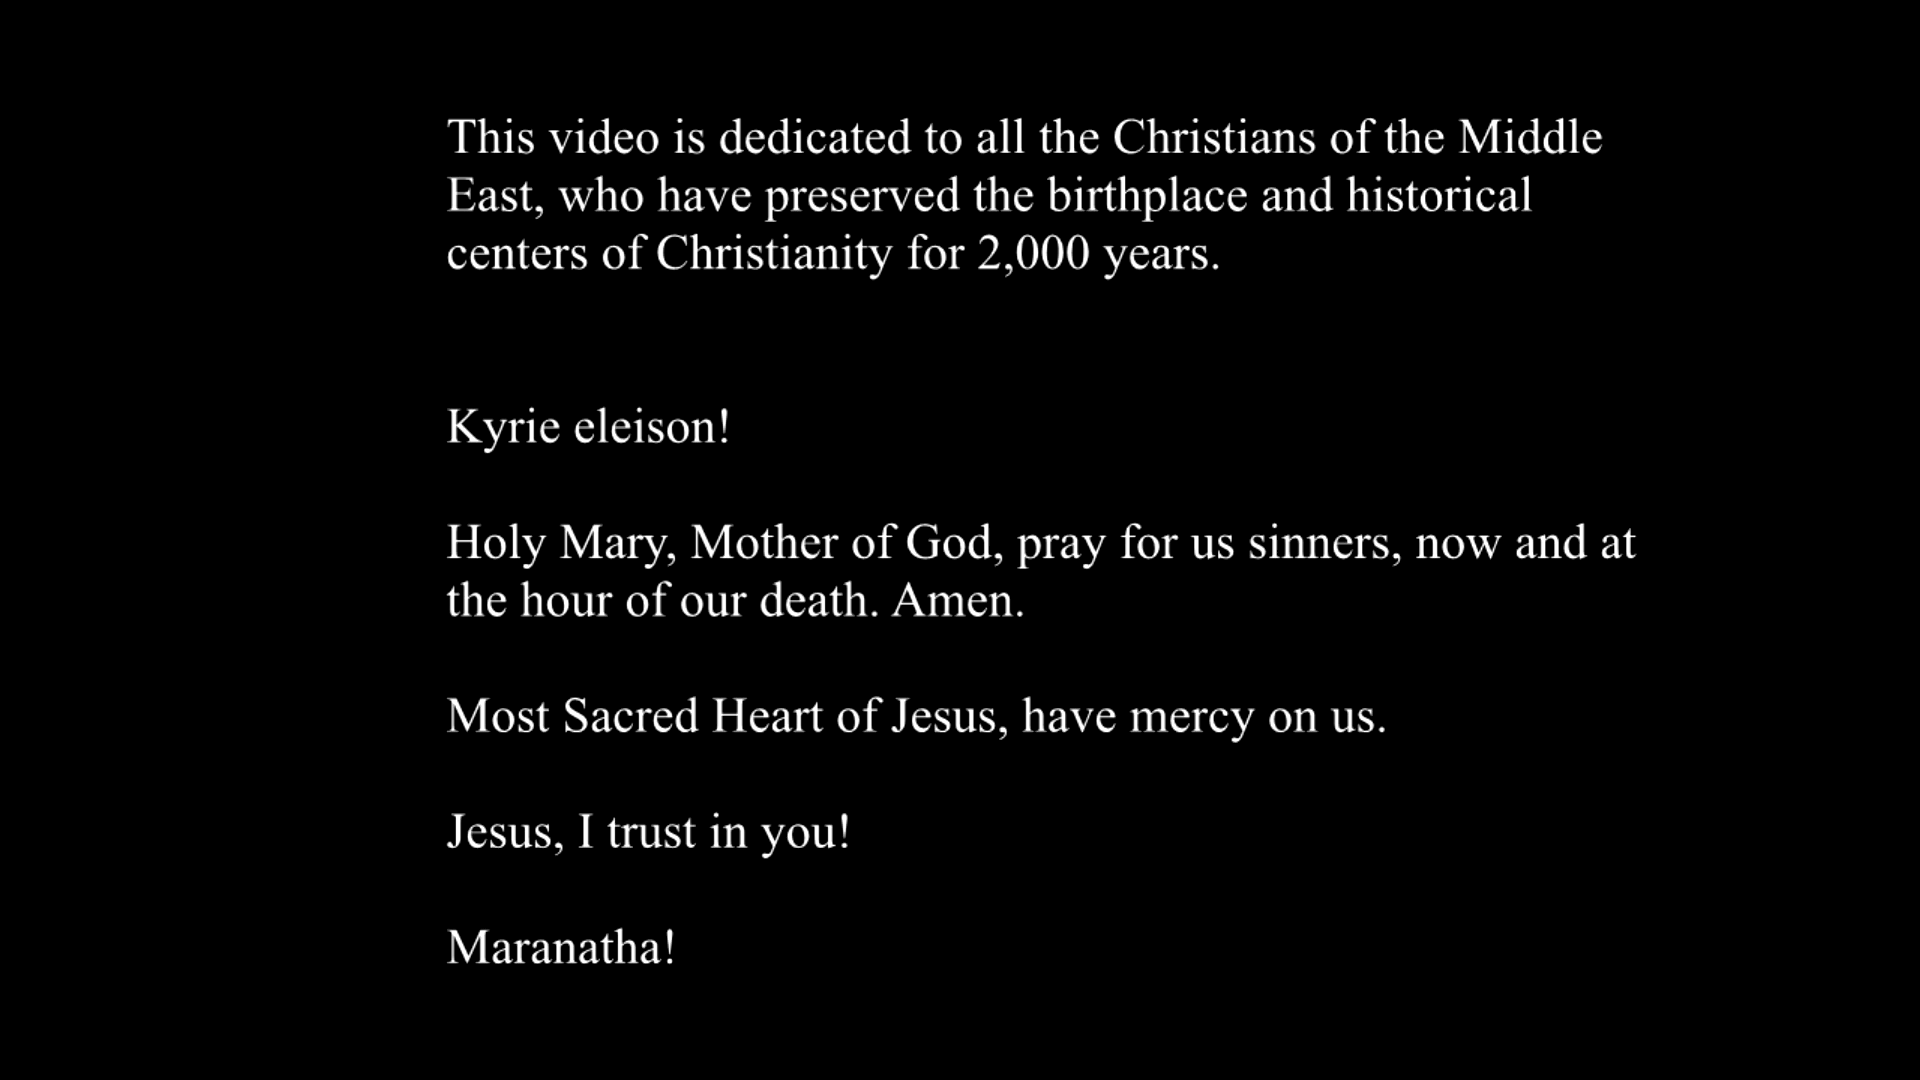 This video is dedicated to all the Christians of the Middle
East, who have preserved the birthplace and historical
centers of Christianity for 2,000 years.
Kyrie eleison!
Holy Mary, Mother of God, pray for us sinners, now and at
the hour of our death. Amen.
Most Sacred Heart of Jesus, have mercy on us.
Jesus, I trust in you!
Maranatha!